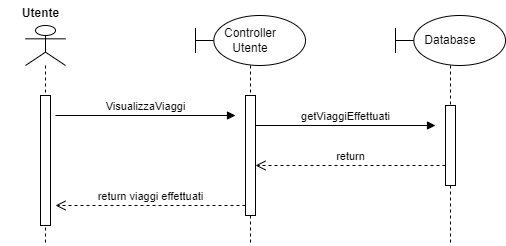 Utente
Controller
Utente
Database
VisualizzaViaggi
getViaggiEffettuati
return
return viaggi effettuati